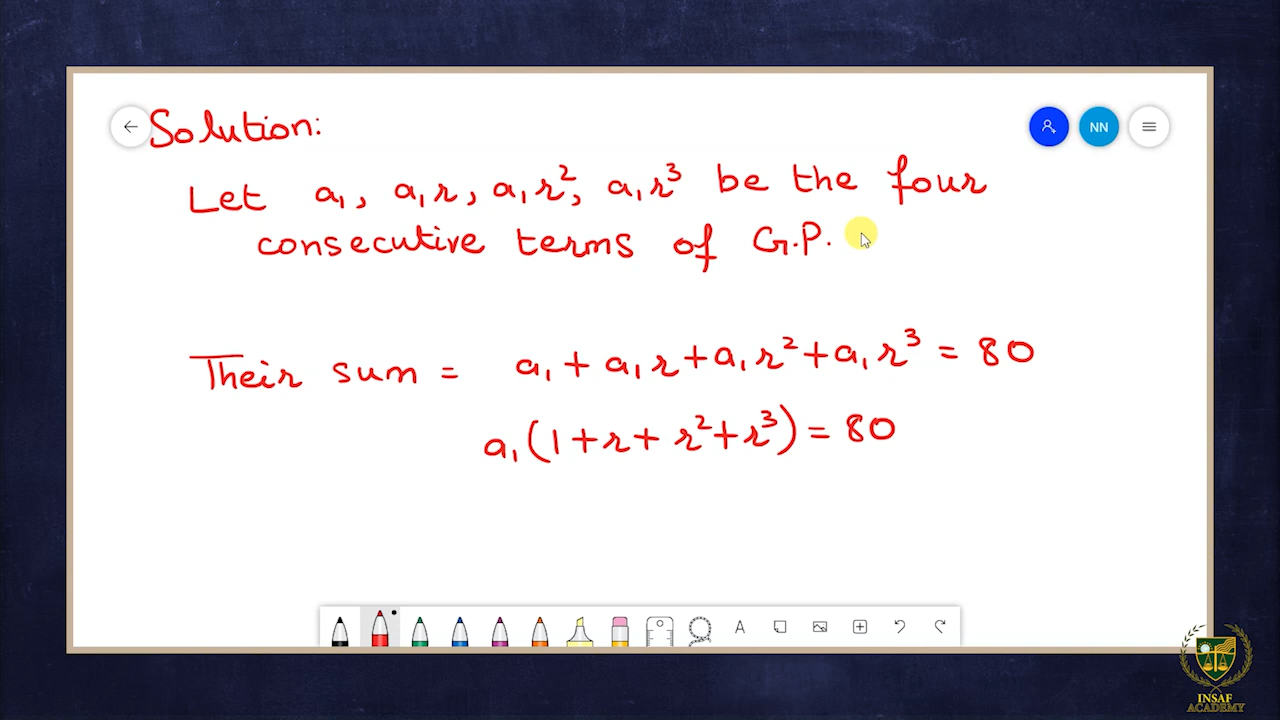 Solution:
NN
Let a₁, a₁r, a₁r², a₁r³ be the four
consecutive terms of G.P.
Their sum = a₁ + a₁r + a₁r² + a₁r³ = 80
a₁(1 + r + r² + r³) = 80
A
INSAF
ACADEMY